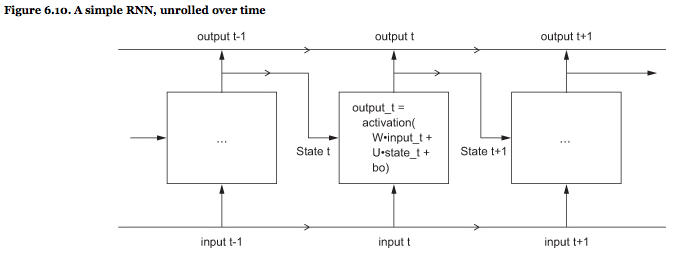 Figure 6.10. A simple RNN, unrolled over time
output t-1
output t
output t+1
...
output_t =
activation(
W•input_t +
U•state_t +
bo)
...
State t
State t+1
input t-1
input t
input t+1